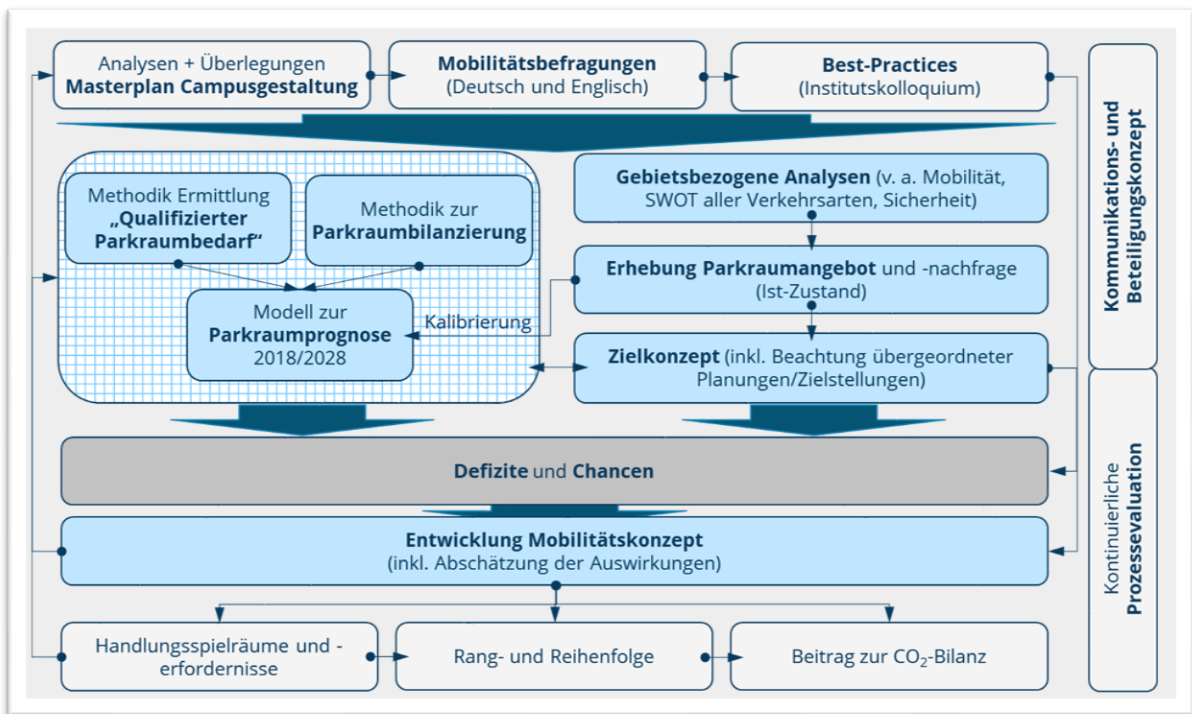 Analysen + Überlegungen
Masterplan Campusgestaltung
Mobilitätsbefragungen
(Deutsch und Englisch)
Best-Practices
(Institutskolloquium)
Kommunikations- und
Beteiligungskonzept
Methodik Ermittlung
„Qualifizierter
Parkraumbedarf“
Methodik zur
Parkraumbilanzierung
Modell zur
Parkraumprognose
2018/2028
Kalibrierung
Gebietsbezogene Analysen (v. a. Mobilität,
SWOT aller Verkehrsarten, Sicherheit)
Erhebung Parkraumangebot und -nachfrage
(Ist-Zustand)
Zielkonzept (inkl. Beachtung übergeordneter
Planungen/Zielstellungen)
Defizite und Chancen
Entwicklung Mobilitätskonzept
(inkl. Abschätzung der Auswirkungen)
Kontinuierliche
Prozessevaluation
Handlungsspielräume und -
erfordernisse
Rang- und Reihenfolge
Beitrag zur CO₂-Bilanz